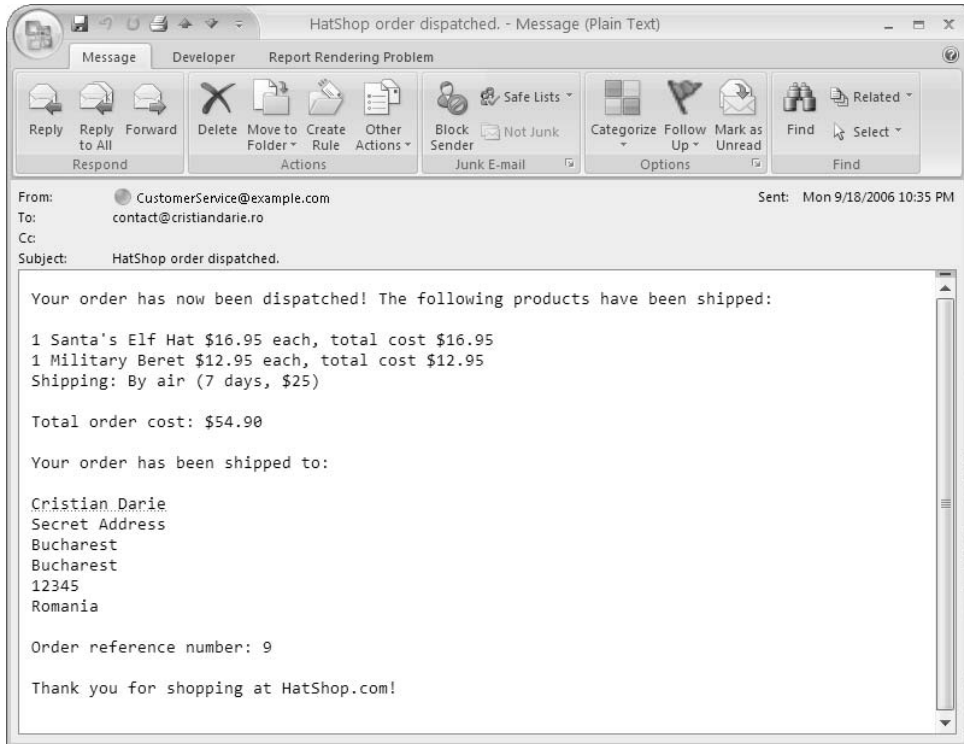 HatShop order dispatched. - Message (Plain Text)
Message Developer Report Rendering Problem
Reply Reply to All Forward Delete Move to Folder Create Rule Other Actions Block Sender Safe Lists Not Junk Categorize Follow Up Mark as Unread Find Related Select
Respond Actions Junk E-mail Options Find
From: CustomerService@example.com Sent: Mon 9/18/2006 10:35 PM
To: contact@cristiandarie.ro
Cc:
Subject: HatShop order dispatched.
Your order has now been dispatched! The following products have been shipped:
1 Santa's Elf Hat $16.95 each, total cost $16.95
1 Military Beret $12.95 each, total cost $12.95
Shipping: By air (7 days, $25)
Total order cost: $54.90
Your order has been shipped to:
Cristian Darie
Secret Address
Bucharest
Bucharest
12345
Romania
Order reference number: 9
Thank you for shopping at HatShop.com!